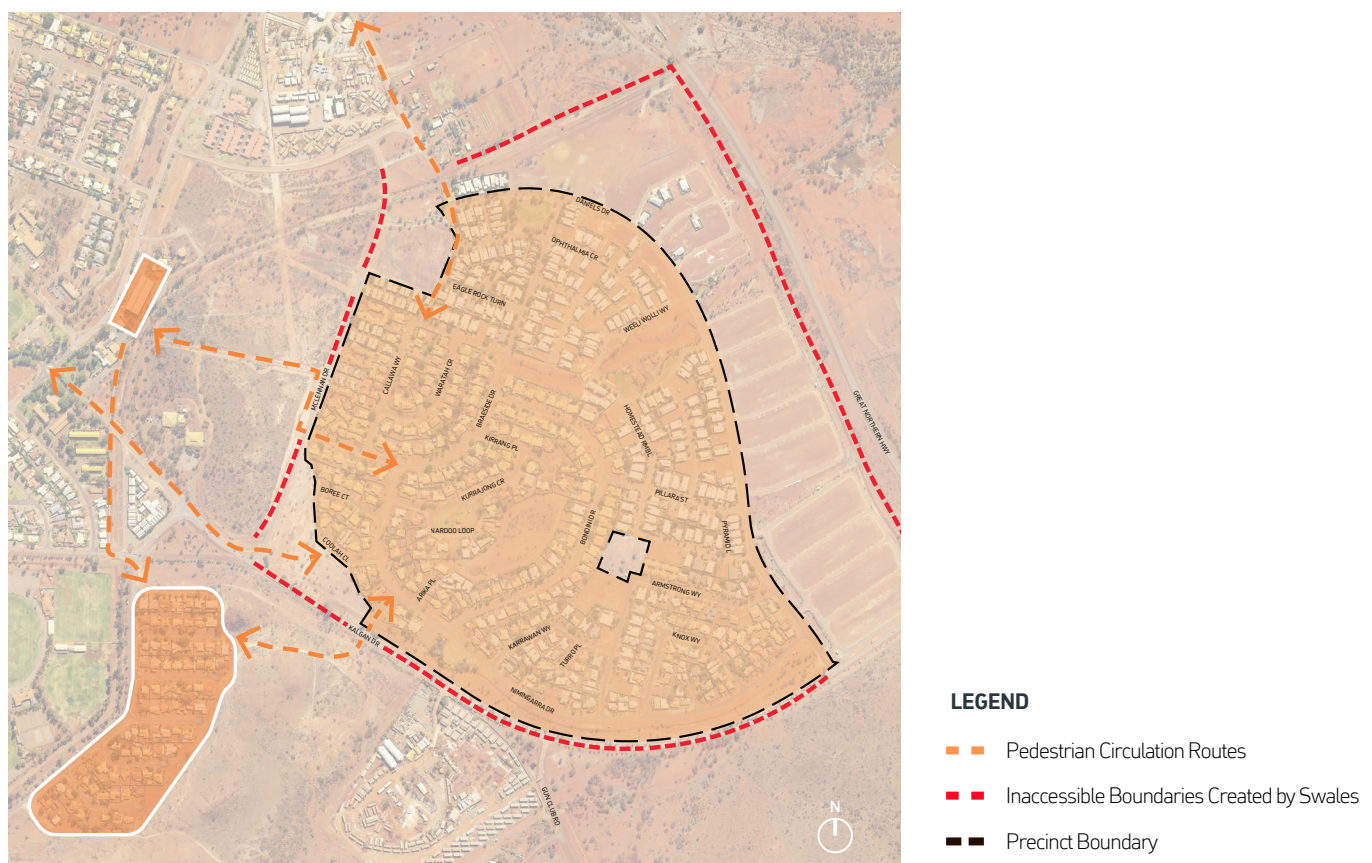 DANIELS DR
OPHTHALMIA CR
EAGLE ROCK TURN
WEELI WOLLI WY
MCLENNAN DR
CALLAWA WY
WARATAH CR
BRAESIDE DR
GREAT NORTHERN HWY
HOMESTEAD RMBL
KIRRANG PL
KURRAJONG CR
BOREE CT
PILLARA ST
NARDOO LOOP
BONDINI DR
PYRAMID L
COOLAH CL
ARIKA PL
ARMSTRONG WY
KALGAN DR
KARRAWAN WY
TURRO PL
KNOX WY
NIMINGARRA DR
GUN CLUB RD
N
LEGEND
Pedestrian Circulation Routes
Inaccessible Boundaries Created by Swales
Precinct Boundary